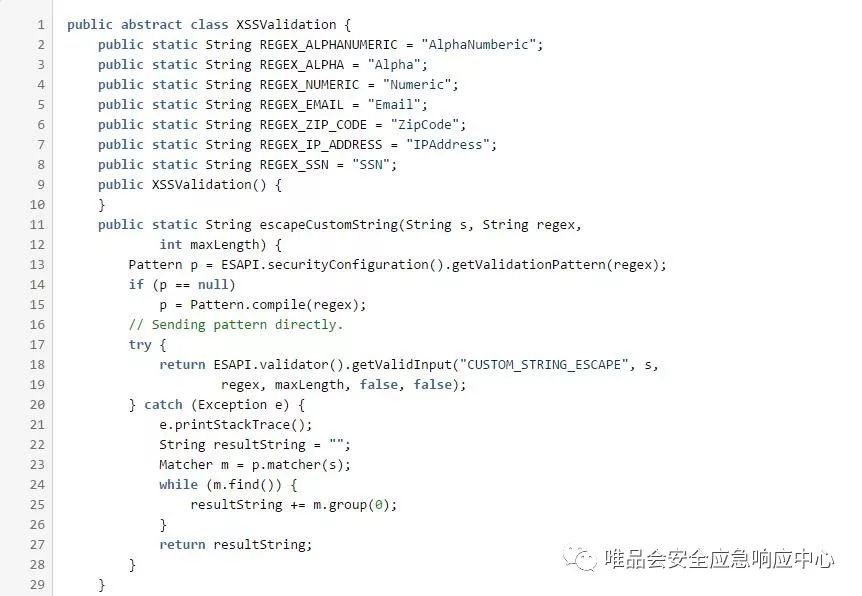 1 public abstract class XSSValidation {
2 public static String REGEX_ALPHANUMERIC = "AlphaNumberic";
3 public static String REGEX_ALPHA = "Alpha";
4 public static String REGEX_NUMERIC = "Numeric";
5 public static String REGEX_EMAIL = "Email";
6 public static String REGEX_ZIP_CODE = "ZipCode";
7 public static String REGEX_IP_ADDRESS = "IPAddress";
8 public static String REGEX_SSN = "SSN";
9 public XSSValidation() {
10 }
11 public static String escapeCustomString(String s, String regex,
12 int maxLength) {
13 Pattern p = ESAPI.securityConfiguration().getValidationPattern(regex);
14 if (p == null)
15 p = Pattern.compile(regex);
16 // Sending pattern directly.
17 try {
18 return ESAPI.validator().getValidInput("CUSTOM_STRING_ESCAPE", s,
19 regex, maxLength, false, false);
20 } catch (Exception e) {
21 e.printStackTrace();
22 String resultString = "";
23 Matcher m = p.matcher(s);
24 while (m.find()) {
25 resultString += m.group(0);
26 }
27 return resultString;
28 }
29 }
唯品会安全应急响应中心